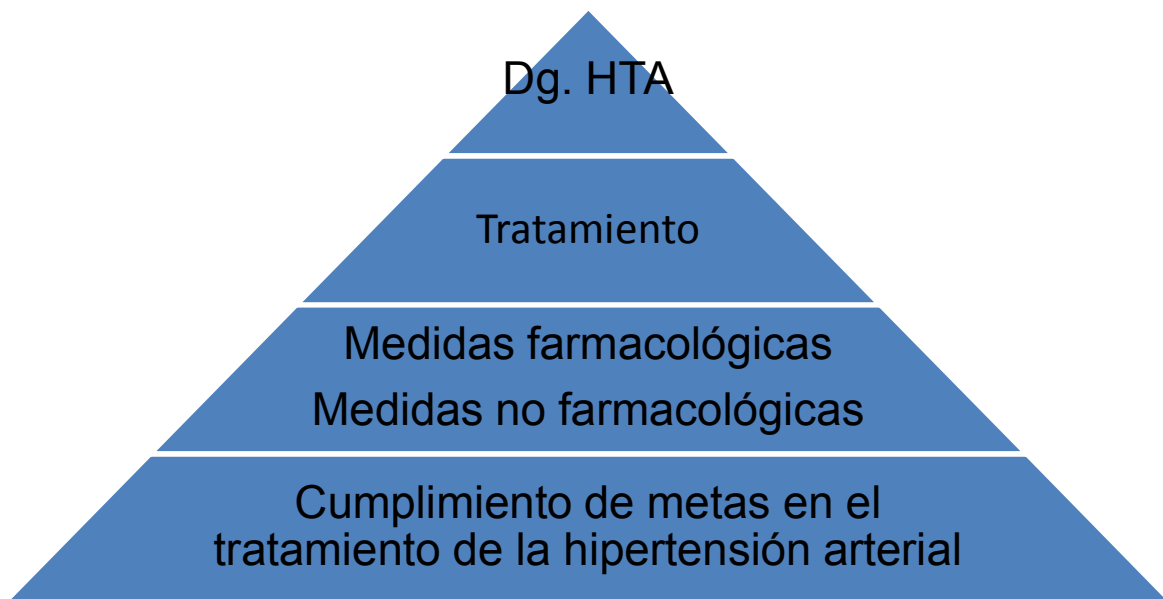 Dg. HTA
Tratamiento
Medidas farmacológicas
Medidas no farmacológicas
Cumplimiento de metas en el
tratamiento de la hipertensión arterial